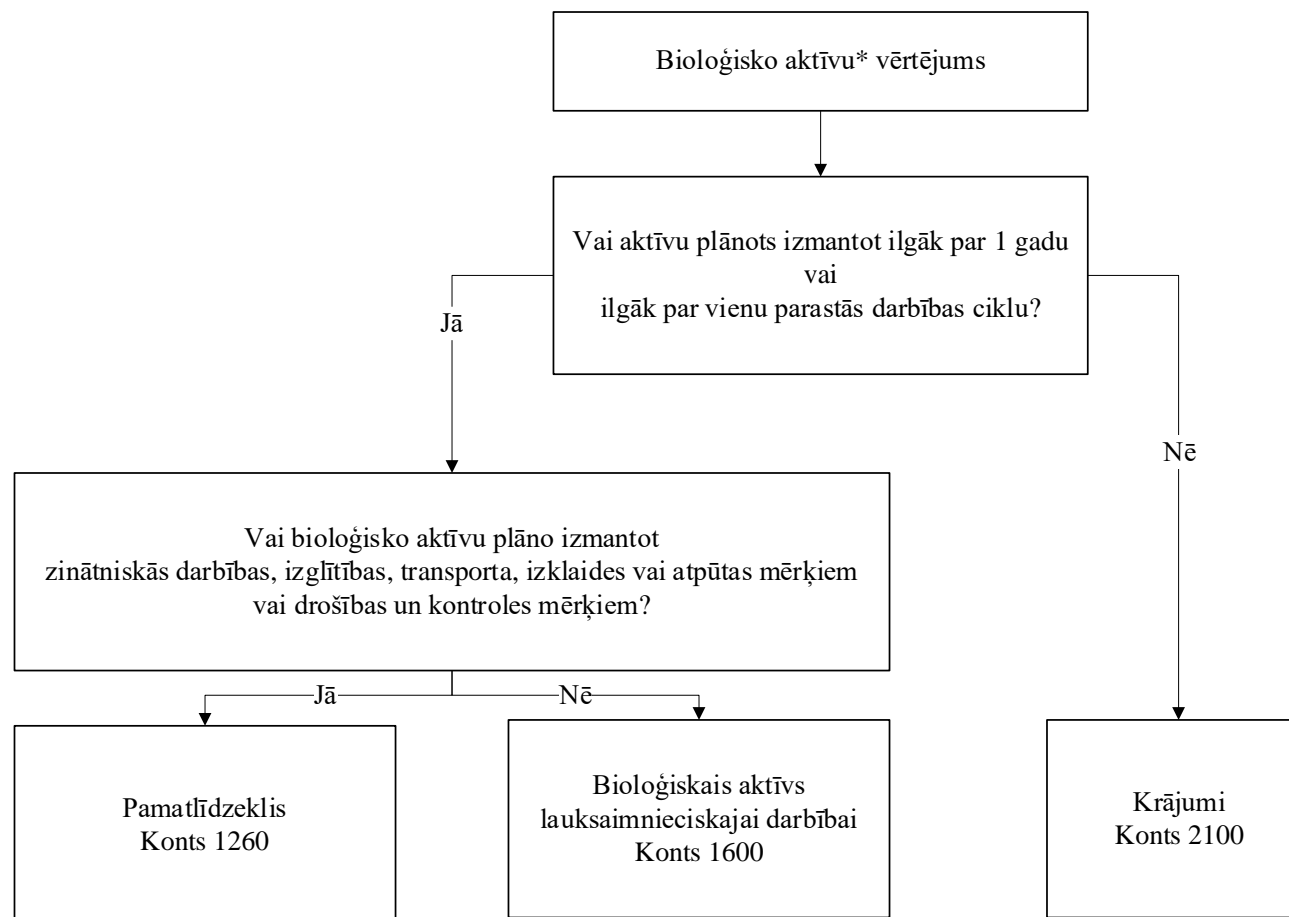 Bioloģisko aktīvu* vērtējums
Vai aktīvu plānots izmantot ilgāk par 1 gadu
vai
ilgāk par vienu parastās darbības ciklu?
Jā
Nē
Vai bioloģisko aktīvu plāno izmantot
zinātniskās darbības, izglītības, transporta, izklaides vai atpūtas mērķiem
vai drošības un kontroles mērķiem?
Jā
Nē
Pamatlīdzeklis
Konts 1260
Bioloģiskais aktīvs
lauksaimnieciskajai darbībai
Konts 1600
Krājumi
Konts 2100